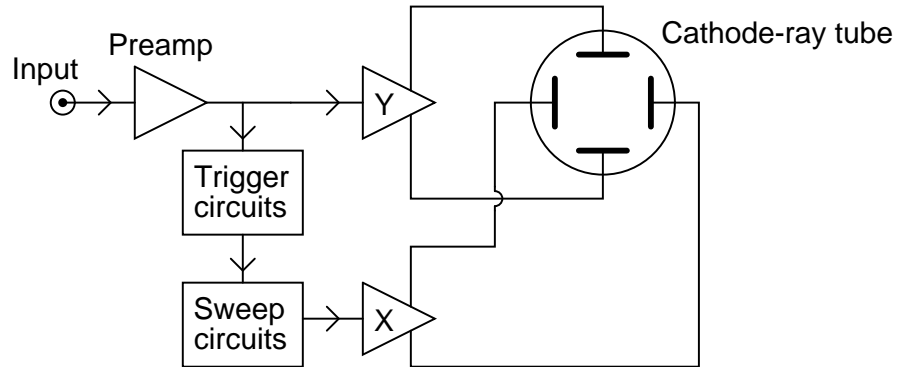 Preamp
Input
Cathode-ray tube
Y
Trigger
circuits
Sweep
circuits
X